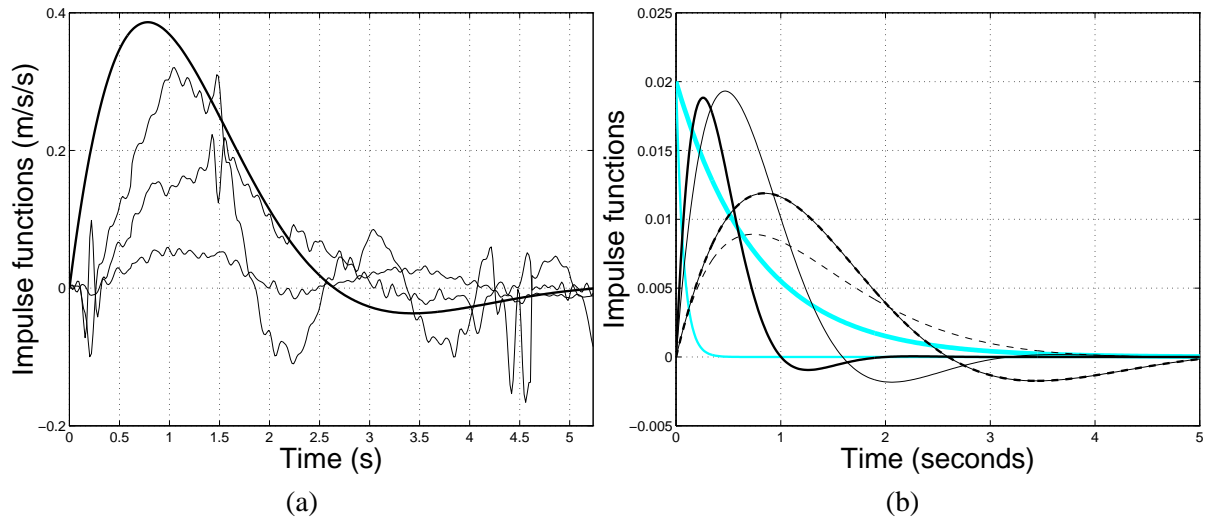 0.4
0.2
0
−0.2
Impulse functions (m/s/s)
0 0.5 1 1.5 2 2.5 3 3.5 4 4.5 5
Time (s)
(a)
0.025
0.02
0.015
0.01
0.005
0
−0.005
Impulse functions
0 1 2 3 4 5
Time (seconds)
(b)